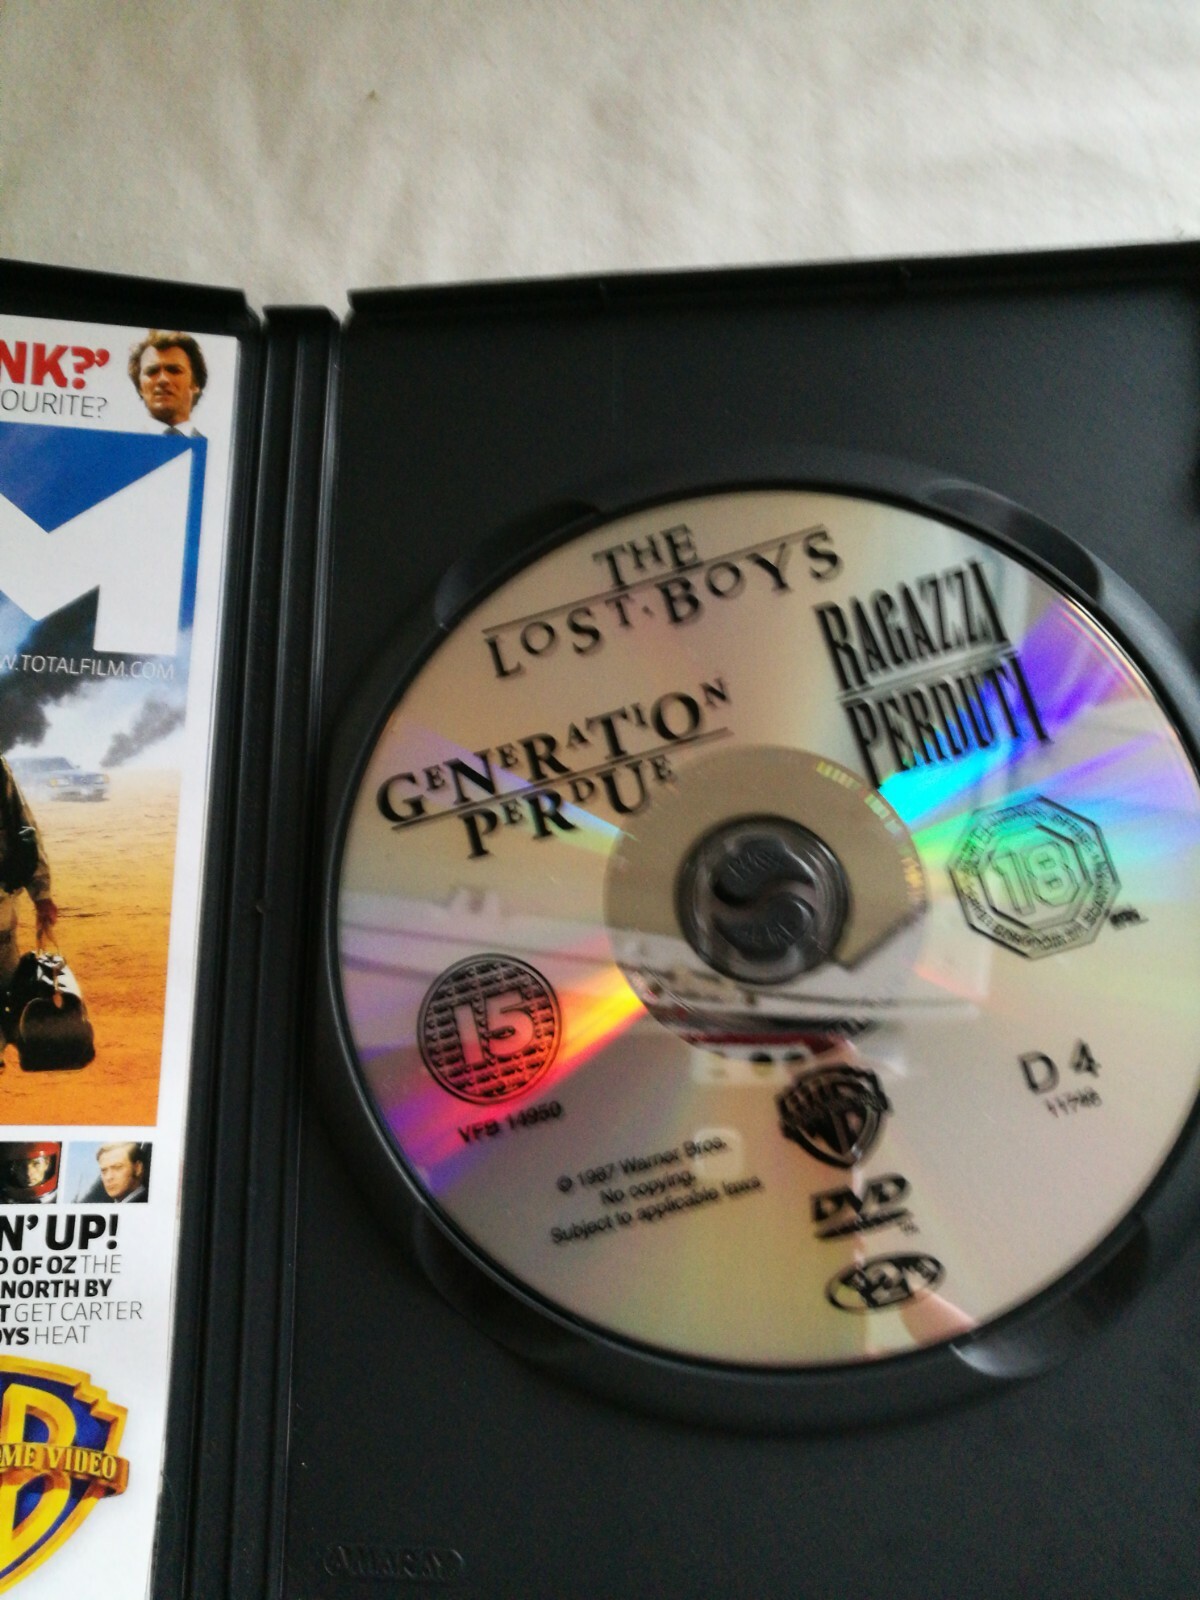 NK?’
OURITE?
M
W.TOTALFILM.COM
N’ UP!
D OF OZ THE
NORTH BY
T GET CARTER
OYS HEAT
OME VIDEO
THE
LOST·BOYS
RAGAZZI
PERDUTI
GENERATION
PERDUE
18
15
VFB 14950
D 4
© 1987 Warner Bros.
No copying.
Subject to applicable laws
DVD
AMARAY